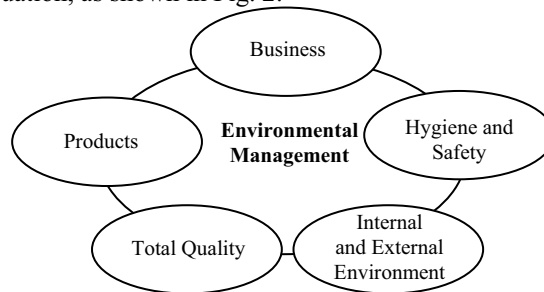 uation, as shown in Fig. 2.
Business
Products
Environmental
Management
Hygiene and
Safety
Total Quality
Internal
and External
Environment